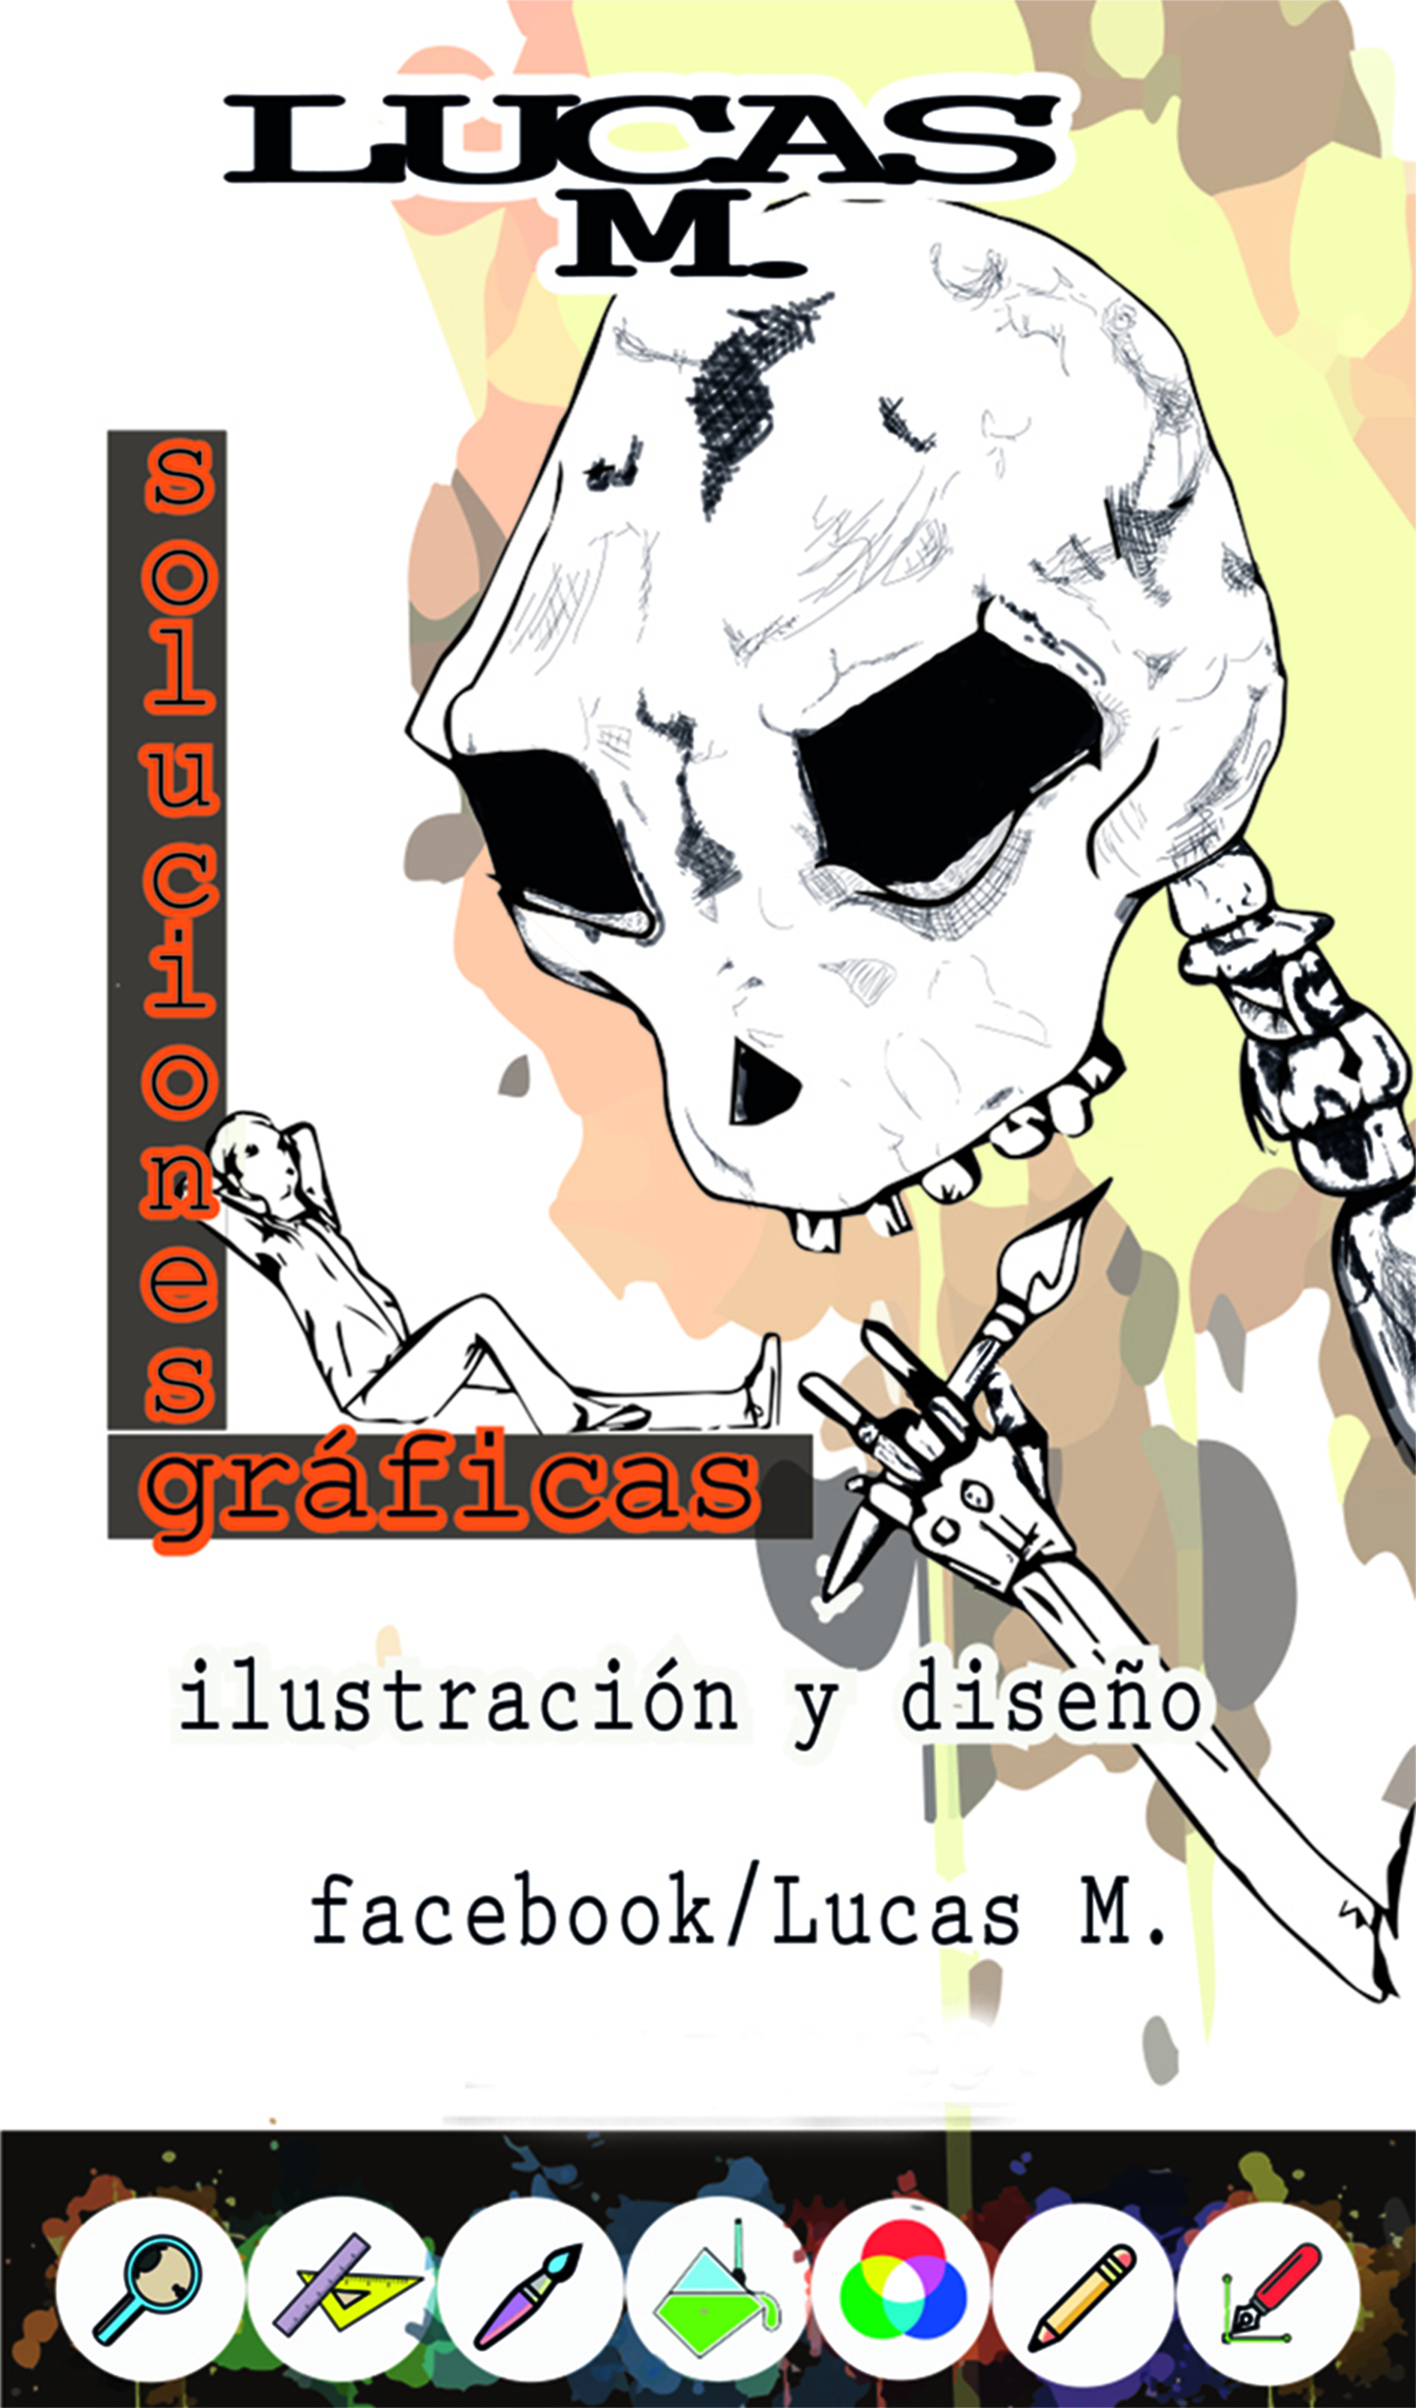 LUCAS
M.
soluciones
gráficas
ilustración y diseño
facebook/Lucas M.